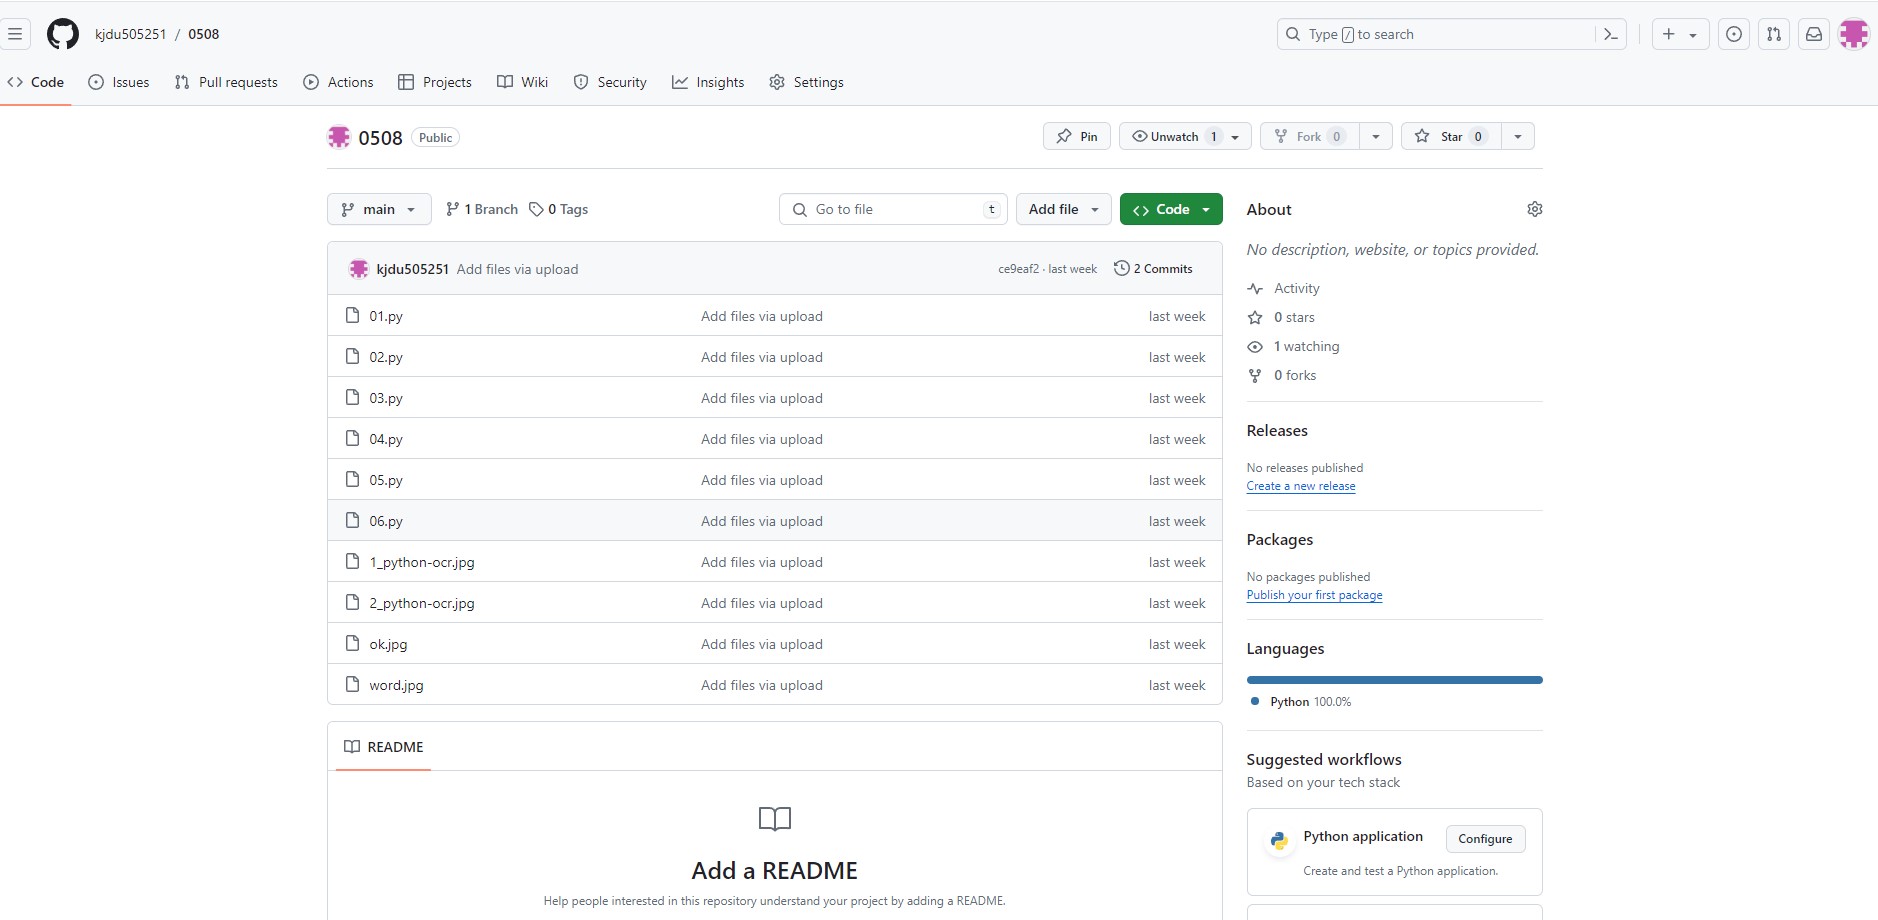 kjdu505251 / 0508
Type / to search
Code Issues Pull requests Actions Projects Wiki Security Insights Settings
0508 Public
Pin Unwatch 1 Fork 0 Star 0
main 1 Branch 0 Tags Go to file t Add file Code
kjdu505251 Add files via upload ce9eaf2 · last week 2 Commits
01.py Add files via upload last week
02.py Add files via upload last week
03.py Add files via upload last week
04.py Add files via upload last week
05.py Add files via upload last week
06.py Add files via upload last week
1_python-ocr.jpg Add files via upload last week
2_python-ocr.jpg Add files via upload last week
ok.jpg Add files via upload last week
word.jpg Add files via upload last week
README
Add a README
Help people interested in this repository understand your project by adding a README.
About
No description, website, or topics provided.
Activity
0 stars
1 watching
0 forks
Releases
No releases published
Create a new release
Packages
No packages published
Publish your first package
Languages
Python 100.0%
Suggested workflows
Based on your tech stack
Python application Configure
Create and test a Python application.